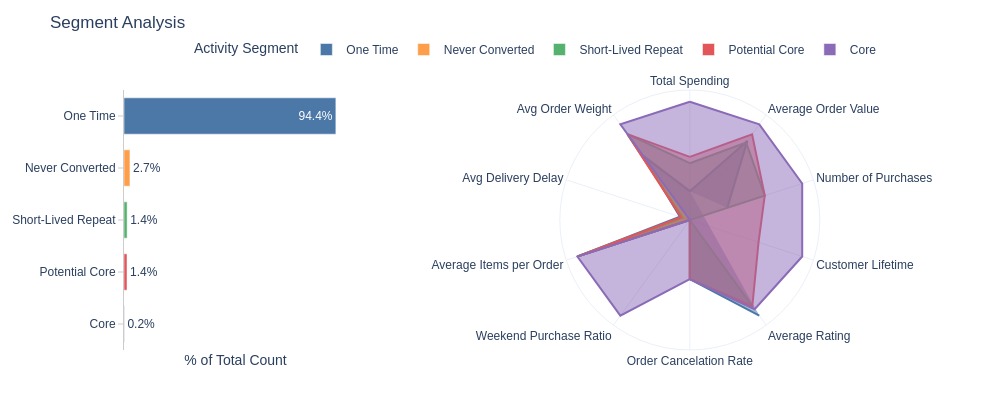 Segment Analysis
Activity Segment
One Time
Never Converted
Short-Lived Repeat
Potential Core
Core
One Time
94.4%
Never Converted
2.7%
Short-Lived Repeat
1.4%
Potential Core
1.4%
Core
0.2%
% of Total Count
Total Spending
Average Order Value
Number of Purchases
Customer Lifetime
Average Rating
Order Cancelation Rate
Weekend Purchase Ratio
Average Items per Order
Avg Delivery Delay
Avg Order Weight